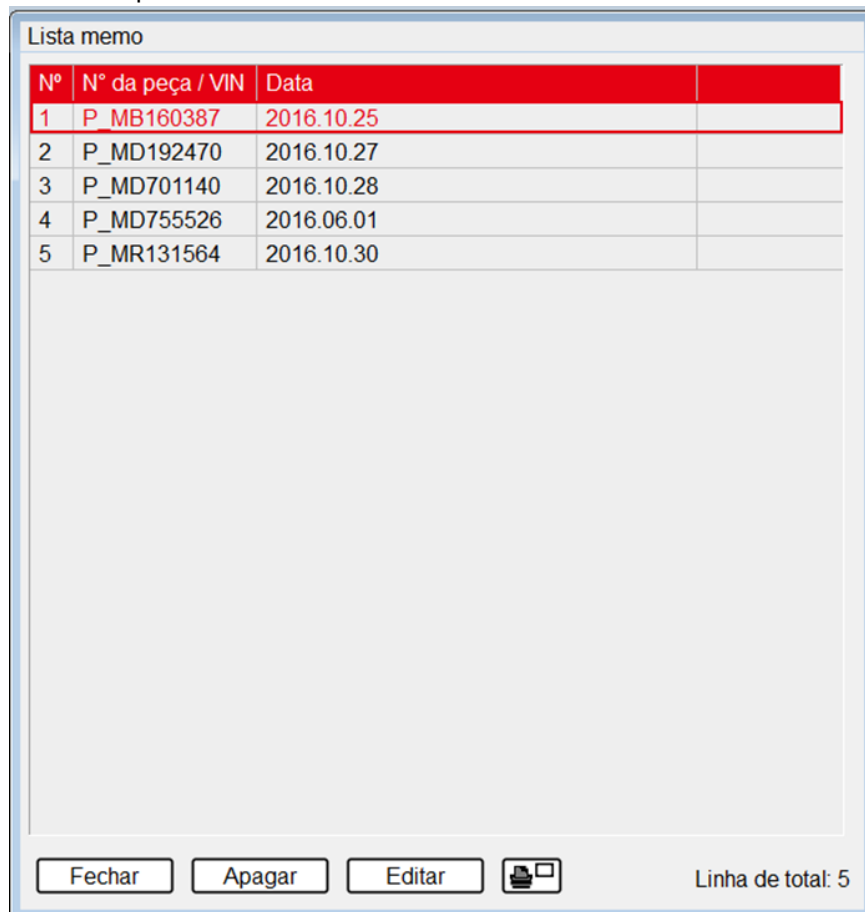 Lista memo
Nº N° da peça / VIN Data
1 P_MB160387 2016.10.25
2 P_MD192470 2016.10.27
3 P_MD701140 2016.10.28
4 P_MD755526 2016.06.01
5 P_MR131564 2016.10.30
Fechar Apagar Editar Linha de total: 5